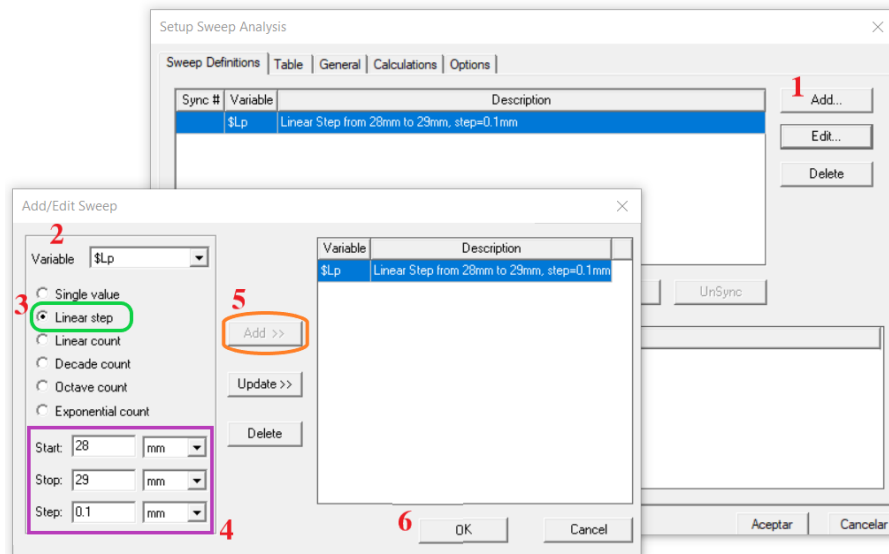 Setup Sweep Analysis
Sweep Definitions Table General Calculations Options
Sync # Variable Description
$Lp Linear Step from 28mm to 29mm, step=0.1mm
1
Add...
Edit...
Delete
UnSync
Aceptar Cancelar
Add/Edit Sweep
2
Variable $Lp
3
Single value
Linear step
Linear count
Decade count
Octave count
Exponential count
Start: 28 mm
Stop: 29 mm
Step: 0.1 mm
4
5
Add >>
Update >>
Delete
Variable Description
$Lp Linear Step from 28mm to 29mm, step=0.1mm
6
OK Cancel